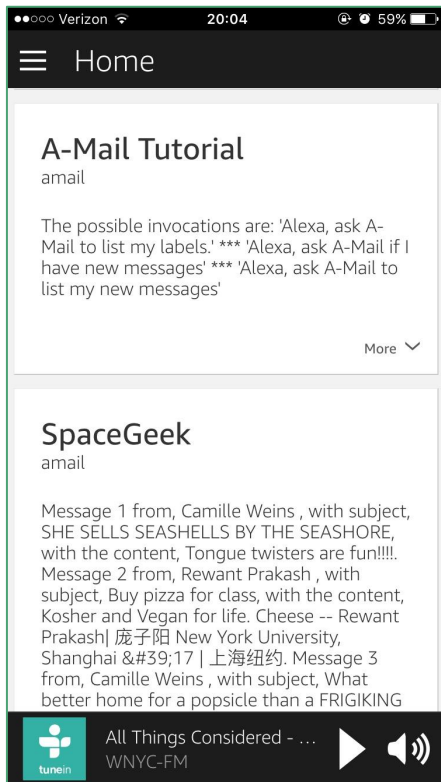 Verizon 20:04 59%
Home
A-Mail Tutorial
amail
The possible invocations are: 'Alexa, ask A-
Mail to list my labels.' *** 'Alexa, ask A-Mail if I
have new messages' *** 'Alexa, ask A-Mail to
list my new messages'
More
SpaceGeek
amail
Message 1 from, Camille Weins , with subject,
SHE SELLS SEASHELLS BY THE SEASHORE,
with the content, Tongue twisters are fun!!!!.
Message 2 from, Rewant Prakash , with
subject, Buy pizza for class, with the content,
Kosher and Vegan for life. Cheese -- Rewant
Prakash| 庞子阳 New York University,
Shanghai &#39;17 | 上海纽约. Message 3
from, Camille Weins , with subject, What
better home for a popsicle than a FRIGIKING
All Things Considered - ...
WNYC-FM
tunein